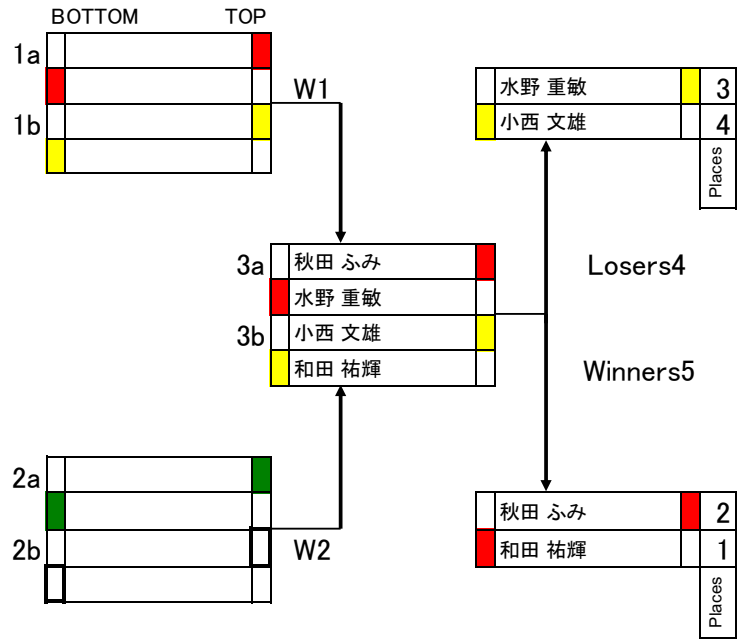 BOTTOM TOP
1a
W1
1b
水野 重敏 3
小西 文雄 4
Places
3a 秋田 ふみ
水野 重敏
3b 小西 文雄
和田 祐輝
Losers4
Winners5
2a
2b
W2
秋田 ふみ 2
和田 祐輝 1
Places